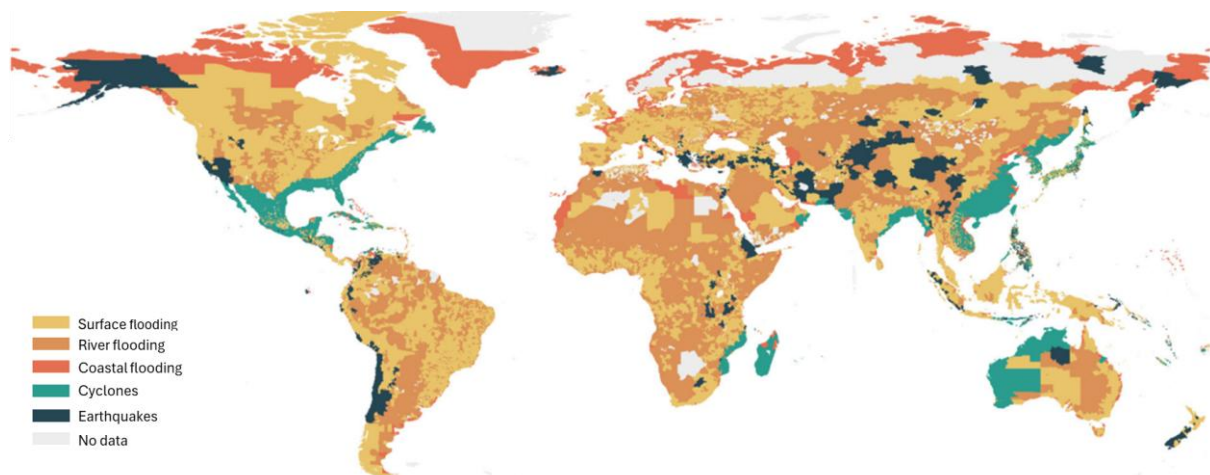 Surface flooding
River flooding
Coastal flooding
Cyclones
Earthquakes
No data